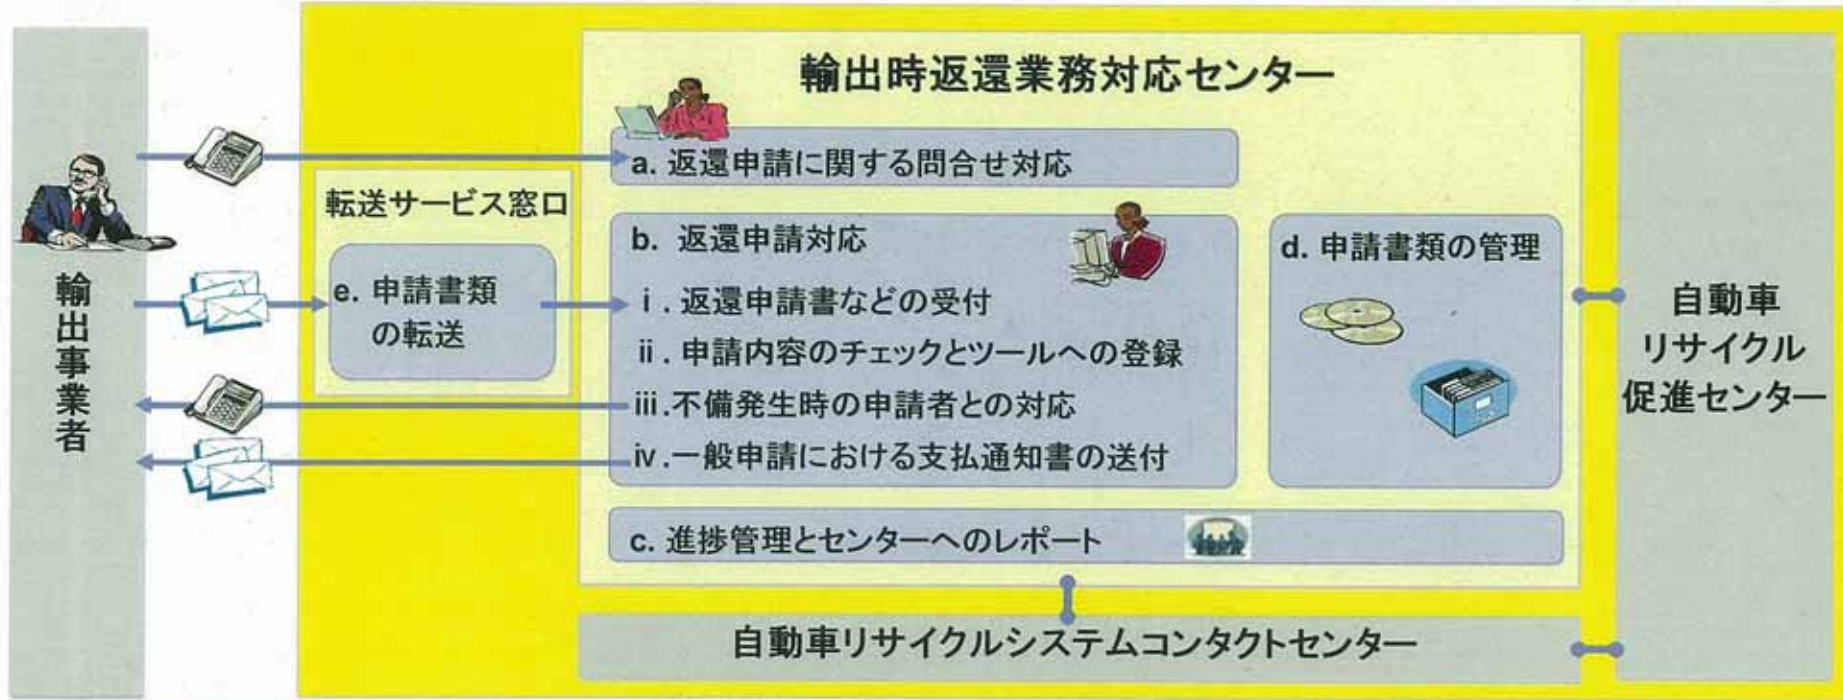 輸出時返還業務対応センター
a. 返還申請に関する問合せ対応
転送サービス窓口
e. 申請書類
の転送
b. 返還申請対応
i . 返還申請書などの受付
ii . 申請内容のチェックとツールへの登録
iii .不備発生時の申請者との対応
iv .一般申請における支払通知書の送付
d. 申請書類の管理
c. 進捗管理とセンターへのレポート
輸出事業者
自動車
リサイクル
促進センター
自動車リサイクルシステムコンタクトセンター